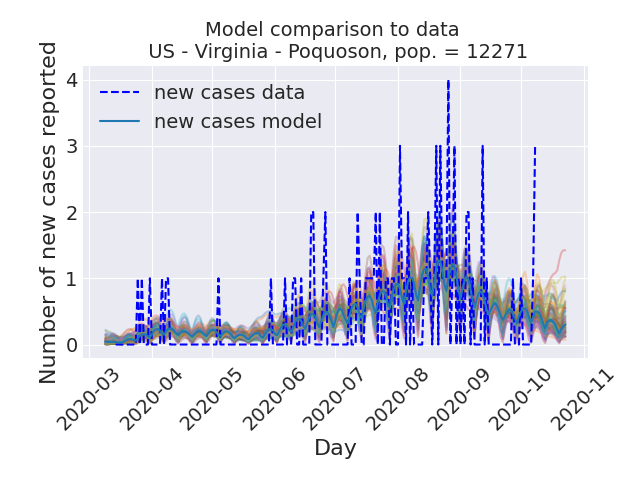 Model comparison to data
US - Virginia - Poquoson, pop. = 12271
new cases data
new cases model
Number of new cases reported
4
3
2
1
0
2020-03
2020-04
2020-05
2020-06
2020-07
2020-08
2020-09
2020-10
2020-11
Day